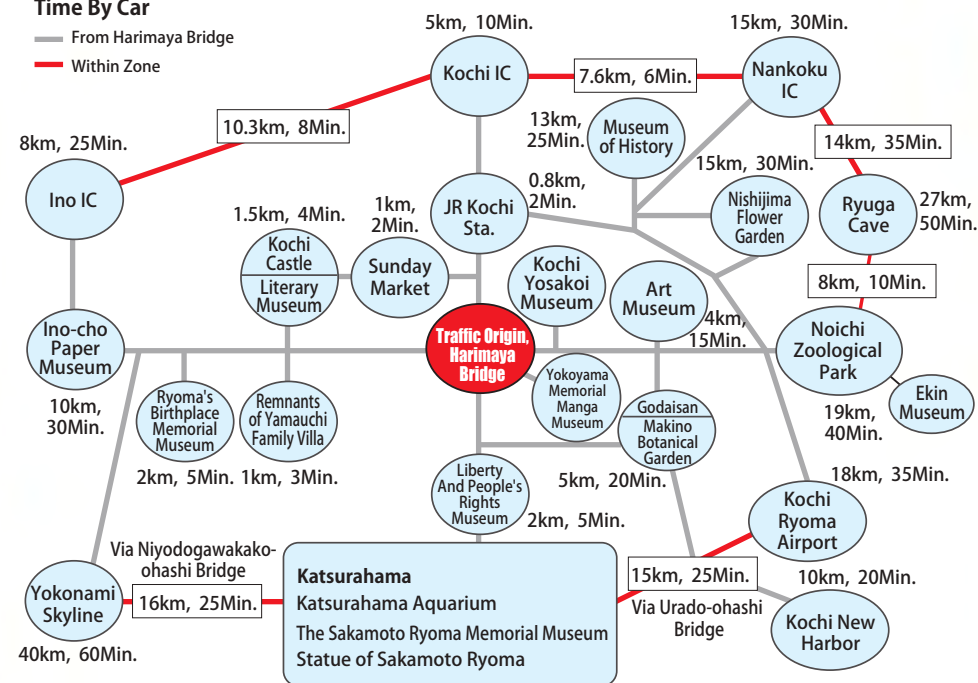 Time By Car
From Harimaya Bridge
Within Zone
5km, 10Min.
Kochi IC
7.6km, 6Min.
15km, 30Min.
Nankoku
IC
10.3km, 8Min.
8km, 25Min.
Ino IC
13km,
25Min.
Museum
of History
14km, 35Min.
15km, 30Min.
Nishijima
Flower
Garden
Ryuga
Cave
27km,
50Min.
JR Kochi
Sta.
0.8km,
2Min.
1.5km, 4Min.
Kochi
Castle
Literary
Museum
1km,
2Min.
Sunday
Market
Kochi
Yosakoi
Museum
Art
Museum
4km,
15Min.
8km, 10Min.
Ino-cho
Paper
Museum
10km,
30Min.
Traffic Origin,
Harimaya
Bridge
Noichi
Zoological
Park
19km,
40Min.
Ekin
Museum
Ryoma's
Birthplace
Memorial
Museum
2km, 5Min.
Remnants
of Yamauchi
Family Villa
1km, 3Min.
Yokoyama
Memorial
Manga
Museum
Godaisan
Makino
Botanical
Garden
5km, 20Min.
Liberty
And People's
Rights
Museum
2km, 5Min.
18km, 35Min.
Kochi
Ryoma
Airport
Via Niyodogawakako-
ohashi Bridge
Yokonami
Skyline
16km, 25Min.
40km, 60Min.
Katsurahama
Katsurahama Aquarium
The Sakamoto Ryoma Memorial Museum
Statue of Sakamoto Ryoma
15km, 25Min.
Via Urado-ohashi
Bridge
10km, 20Min.
Kochi New
Harbor